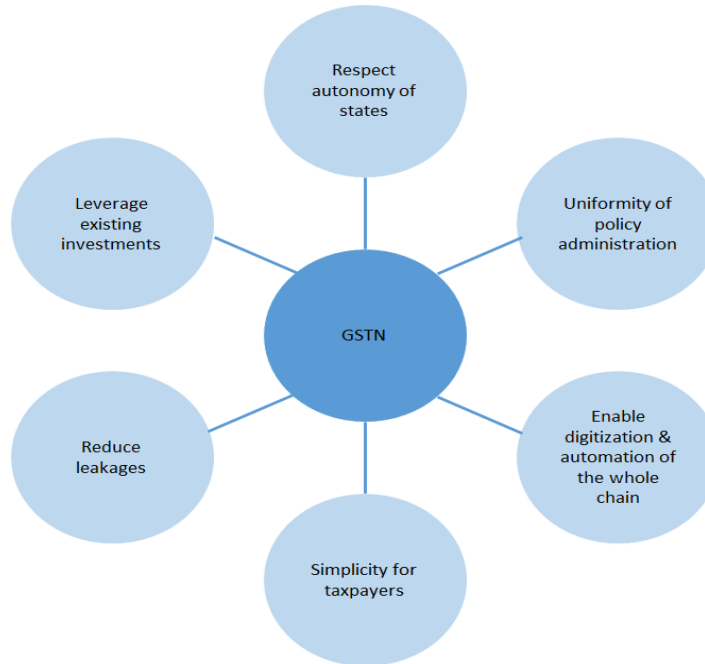 Respect
autonomy of
states
Uniformity of
policy
administration
Enable
digitization &
automation of
the whole
chain
Simplicity for
taxpayers
Reduce
leakages
Leverage
existing
investments
GSTN